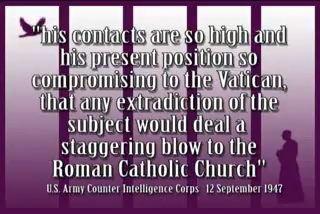 "his contacts are so high and
his present position so
compromising to the Vatican,
that any extradition of the
subject would deal a
staggering blow to the
Roman Catholic Church"
U.S. Army Counter Intelligence Corps 12 September 1947